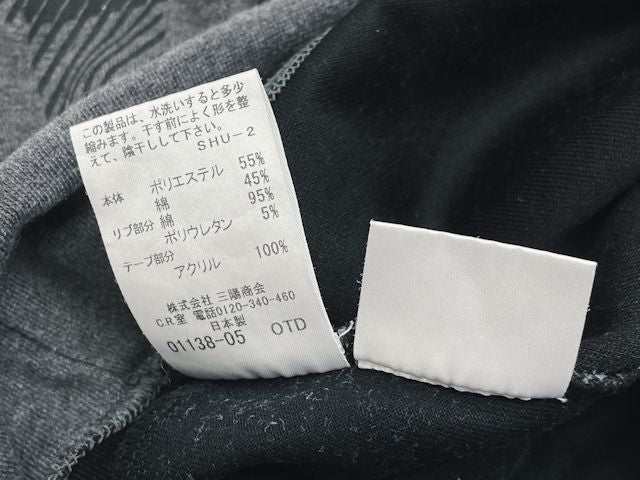 この製品は、水洗いすると多少
縮みます。干す前によく形を整
えて、陰干しして下さい。
SHU-2
本体 ポリエステル 55%
綿 45%
リブ部分 綿 95%
ポリウレタン 5%
テープ部分
アクリル 100%
株式会社 三陽商会
C.R室 電話0120-340-460
日本製
01138-05 OTD